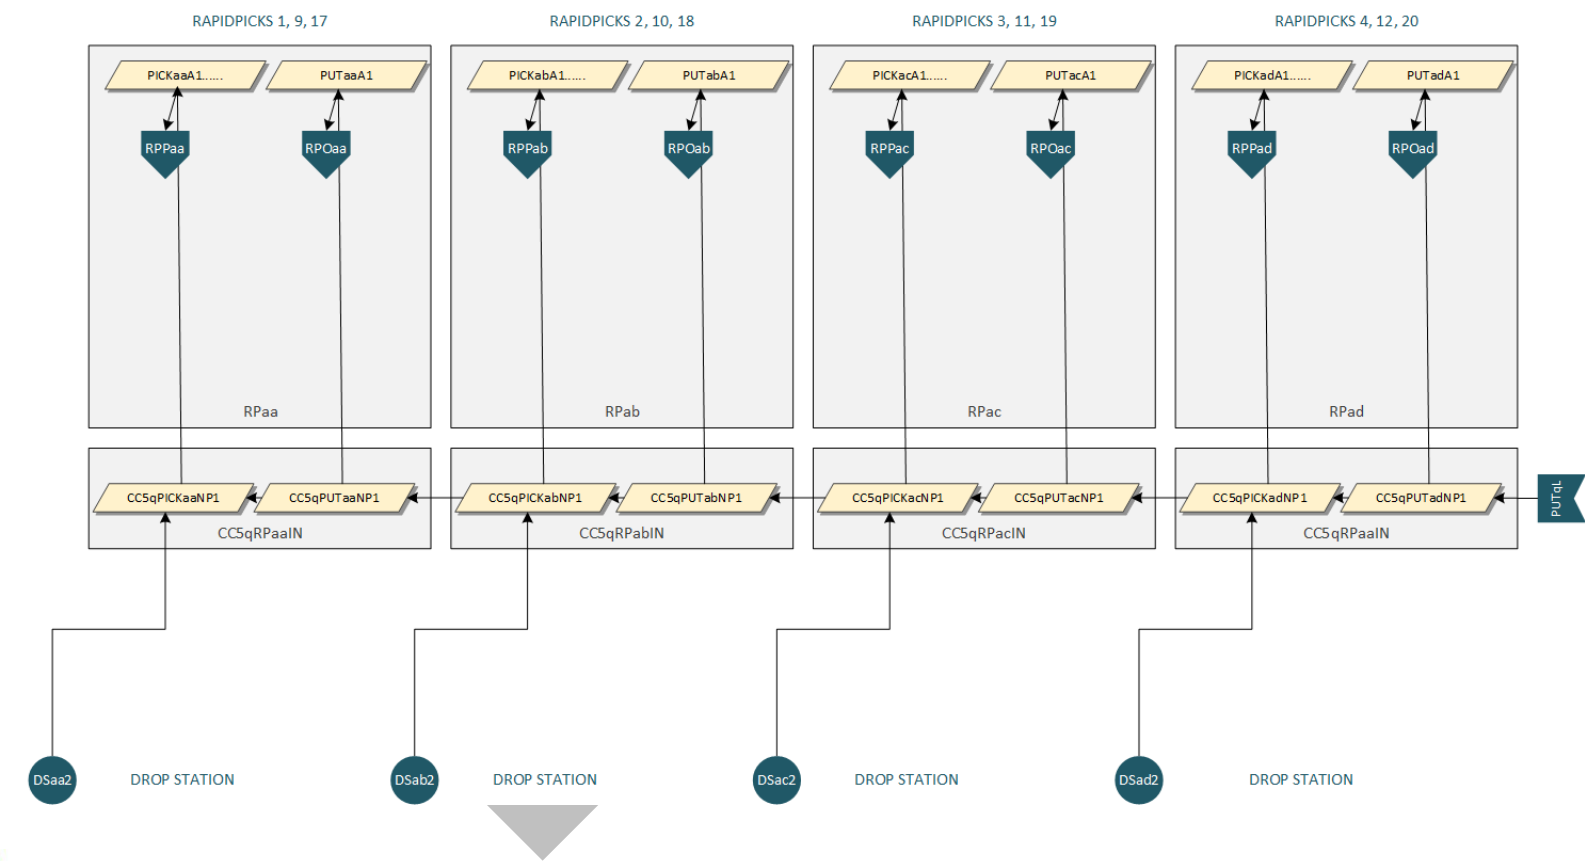 RAPIDPICKS 1, 9, 17
RAPIDPICKS 2, 10, 18
RAPIDPICKS 3, 11, 19
RAPIDPICKS 4, 12, 20
PICKaaA1......
PUTaaA1
PICKabA1......
PUTabA1
PICKacA1......
PUTacA1
PICKadA1......
PUTadA1
RPPaa
RPOaa
RPPab
RPOab
RPPac
RPOac
RPPad
RPOad
RPaa
RPab
RPac
RPad
CC5qPICKaaNP1
CC5qPUTaaNP1
CC5qPICKabNP1
CC5qPUTabNP1
CC5qPICKacNP1
CC5qPUTacNP1
CC5qPICKadNP1
CC5qPUTadNP1
PUTqL
CC5qRPaaIN
CC5qRPabIN
CC5qRPacIN
CC5qRPaaIN
DSaa2
DROP STATION
DSab2
DROP STATION
DSac2
DROP STATION
DSad2
DROP STATION